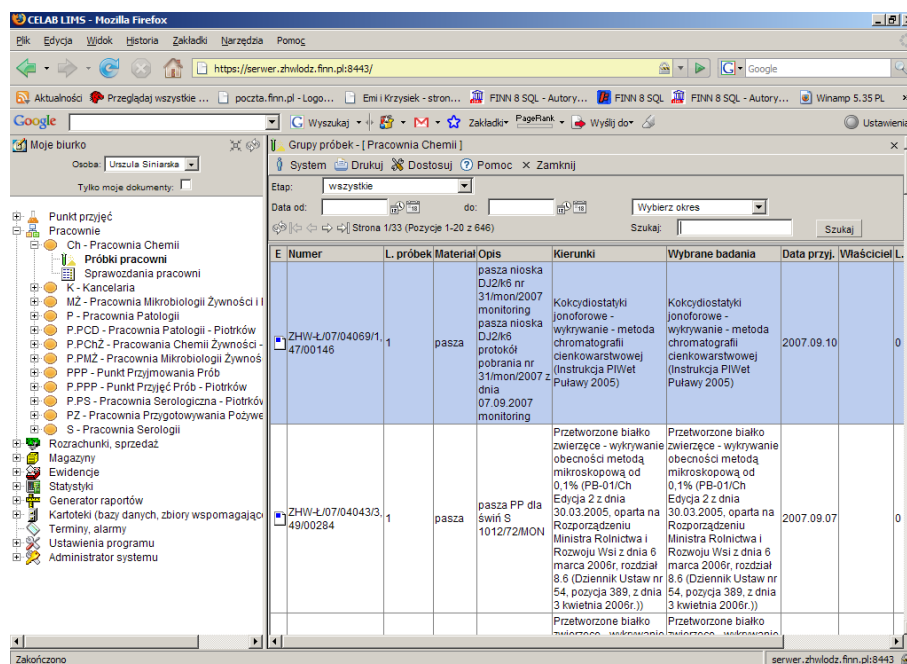 CELAB LIMS - Mozilla Firefox
Plik Edycja Widok Historia Zakładki Narzędzia Pomoc
https://serwer.zhwlodz.finn.pl:8443/
Google
Aktualności Przeglądaj wszystkie ... poczta.finn.pl - Logo... Emi i Krzysiek - stron... FINN 8 SQL - Autory... FINN 8 SQL FINN 8 SQL - Autory... Winamp 5.35 PL »
Google Wyszukaj Zakładki PageRank Wyślij do Ustawienia
Moje biurko
Osoba: Urszula Siniarska
Tylko moje dokumenty:
Punkt przyjęć
Pracownie
Ch - Pracownia Chemii
Próbki pracowni
Sprawozdania pracowni
K - Kancelaria
MŻ - Pracownia Mikrobiologii Żywności i
P - Pracownia Patologii
P.PCD - Pracownia Patologii - Piotrków
P.PChŻ - Pracowania Chemii Żywności -
P.PMŻ - Pracownia Mikrobiologii Żywnoś
PPP - Punkt Przyjmowania Prób
P.PPP - Punkt Przyjęć Prób - Piotrków
P.PS - Pracownia Serologiczna - Piotrków
PZ - Pracownia Przygotowywania Pożywe
S - Pracownia Serologii
Rozrachunki, sprzedaż
Magazyny
Ewidencje
Statystyki
Generator raportów
Kartoteki (bazy danych, zbiory wspomagające
Terminy, alarmy
Ustawienia programu
Administrator systemu
Grupy próbek - [ Pracownia Chemii ]
System Drukuj Dostosuj Pomoc × Zamknij
Etap: wszystkie
Data od: do: Wybierz okres
Strona 1/33 (Pozycje 1-20 z 646) Szukaj: Szukaj
E Numer L. próbek Materiał Opis Kierunki Wybrane badania Data przyj. Właściciel L.
ZHW-Ł/07/04069/1,
47/00146
1
pasza
pasza nioska
DJ2/k6 nr
31/mon/2007
monitoring
pasza nioska
DJ2/k6
protokół
pobrania nr
31/mon/2007 z
dnia
07.09.2007
monitoring
Kokcydiostatyki
jonoforowe -
wykrywanie - metoda
chromatografii
cienkowarstwowej
(Instrukcja PIWet
Puławy 2005)
Kokcydiostatyki
jonoforowe -
wykrywanie - metoda
chromatografii
cienkowarstwowej
(Instrukcja PIWet
Puławy 2005)
2007.09.10
0
ZHW-Ł/07/04043/3,
49/00284
1
pasza
pasza PP dla
świń S
1012/72/MON
Przetworzone białko
zwierzęce - wykrywanie
obecności metodą
mikroskopową od
0,1% (PB-01/Ch
Edycja 2 z dnia
30.03.2005, oparta na
Rozporządzeniu
Ministra Rolnictwa i
Rozwoju Wsi z dnia 6
marca 2006r, rozdział
8.6 (Dziennik Ustaw nr
54, pozycja 389, z dnia
3 kwietnia 2006r.))
Przetworzone białko
zwierzęce - wykrywanie
obecności metodą
mikroskopową od
0,1% (PB-01/Ch
Edycja 2 z dnia
30.03.2005, oparta na
Rozporządzeniu
Ministra Rolnictwa i
Rozwoju Wsi z dnia 6
marca 2006r, rozdział
8.6 (Dziennik Ustaw nr
54, pozycja 389, z dnia
3 kwietnia 2006r.))
2007.09.07
0
Przetworzone białko
zwierzęce - wykrywanie
Przetworzone białko
zwierzęce - wykrywanie
Zakończono
serwer.zhwlodz.finn.pl:8443